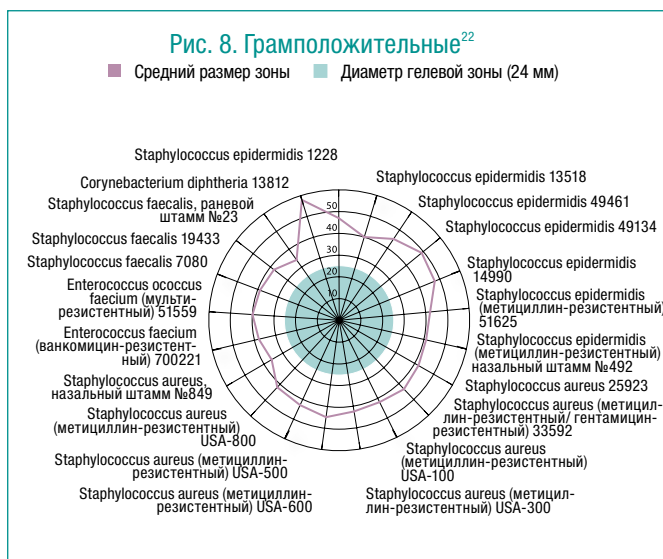 Рис. 8. Грамположительные22
Средний размер зоны
Диаметр гелевой зоны (24 мм)
Staphylococcus epidermidis 1228
Corynebacterium diphtheria 13812
Staphylococcus faecalis, раневой
штамм №23
Staphylococcus faecalis 19433
Staphylococcus faecalis 7080
Enterococcus ococcus
faecium (мульти-
резистентный) 51559
Enterococcus faecium
(ванкомицин-резистент-
ный) 700221
Staphylococcus aureus,
назальный штамм №849
Staphylococcus aureus
(метициллин-резистентный)
USA-800
Staphylococcus aureus (метициллин-
резистентный) USA-500
Staphylococcus aureus (метициллин-
резистентный) USA-600
Staphylococcus epidermidis 13518
Staphylococcus epidermidis 49461
Staphylococcus epidermidis 49134
Staphylococcus epidermidis
14990
Staphylococcus epidermidis
(метициллин-резистентный)
51625
Staphylococcus epidermidis
(метициллин-резистентный)
назальный штамм №492
Staphylococcus aureus 25923
Staphylococcus aureus (метицил-
лин-резистентный/ гентамицин-
резистентный) 33592
Staphylococcus aureus
(метициллин-резистентный)
USA-100
Staphylococcus aureus (метицил-
лин-резистентный) USA-300
50
40
30
20
10